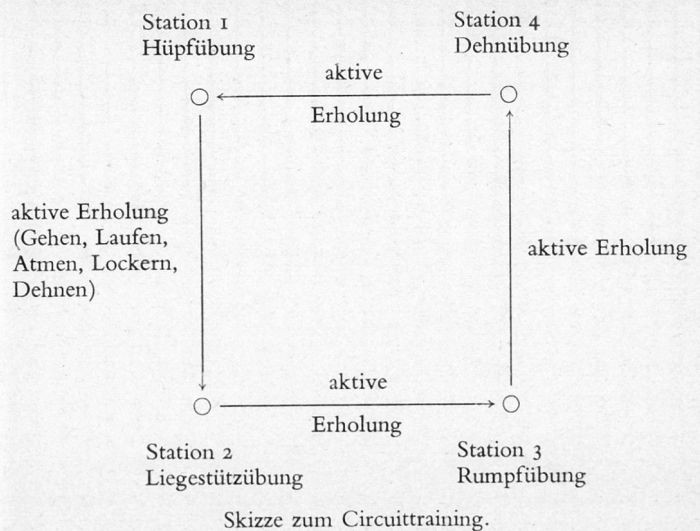 Station 1
Hüpfübung
Station 4
Dehnübung
aktive
Erholung
aktive Erholung
(Gehen, Laufen,
Atmen, Lockern,
Dehnen)
aktive Erholung
aktive
Erholung
Station 2
Liegestützübung
Station 3
Rumpfübung
Skizze zum Circuittraining.